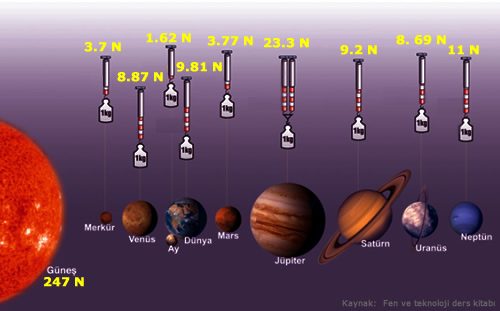 3.7 N
8.87 N
1.62 N
9.81 N
3.77 N
23.3 N
9.2 N
8. 69 N
11 N
1kg
1kg
1kg
1kg
1kg
1kg
1kg
1kg
1kg
Merkür
Venüs
Ay
Dünya
Mars
Jüpiter
Satürn
Uranüs
Neptün
Güneş
247 N
Kaynak: Fen ve teknoloji ders kitabı